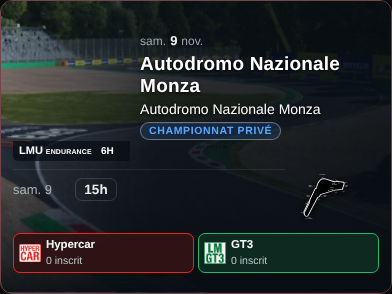 sam. 9 nov.
Autodromo Nazionale
Monza
Autodromo Nazionale Monza
CHAMPIONNAT PRIVÉ
LMU ENDURANCE 6H
sam. 9 15h
HYPER
CAR
Hypercar
0 inscrit
LM
GT3
GT3
0 inscrit